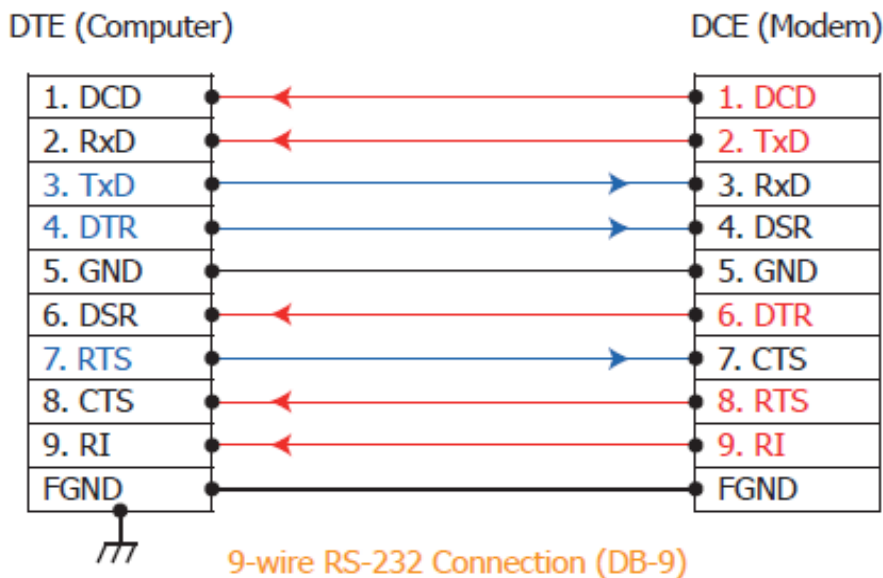 DTE (Computer) DCE (Modem)
1. DCD 1. DCD
2. RxD 2. TxD
3. TxD 3. RxD
4. DTR 4. DSR
5. GND 5. GND
6. DSR 6. DTR
7. RTS 7. CTS
8. CTS 8. RTS
9. RI 9. RI
FGND FGND
9-wire RS-232 Connection (DB-9)